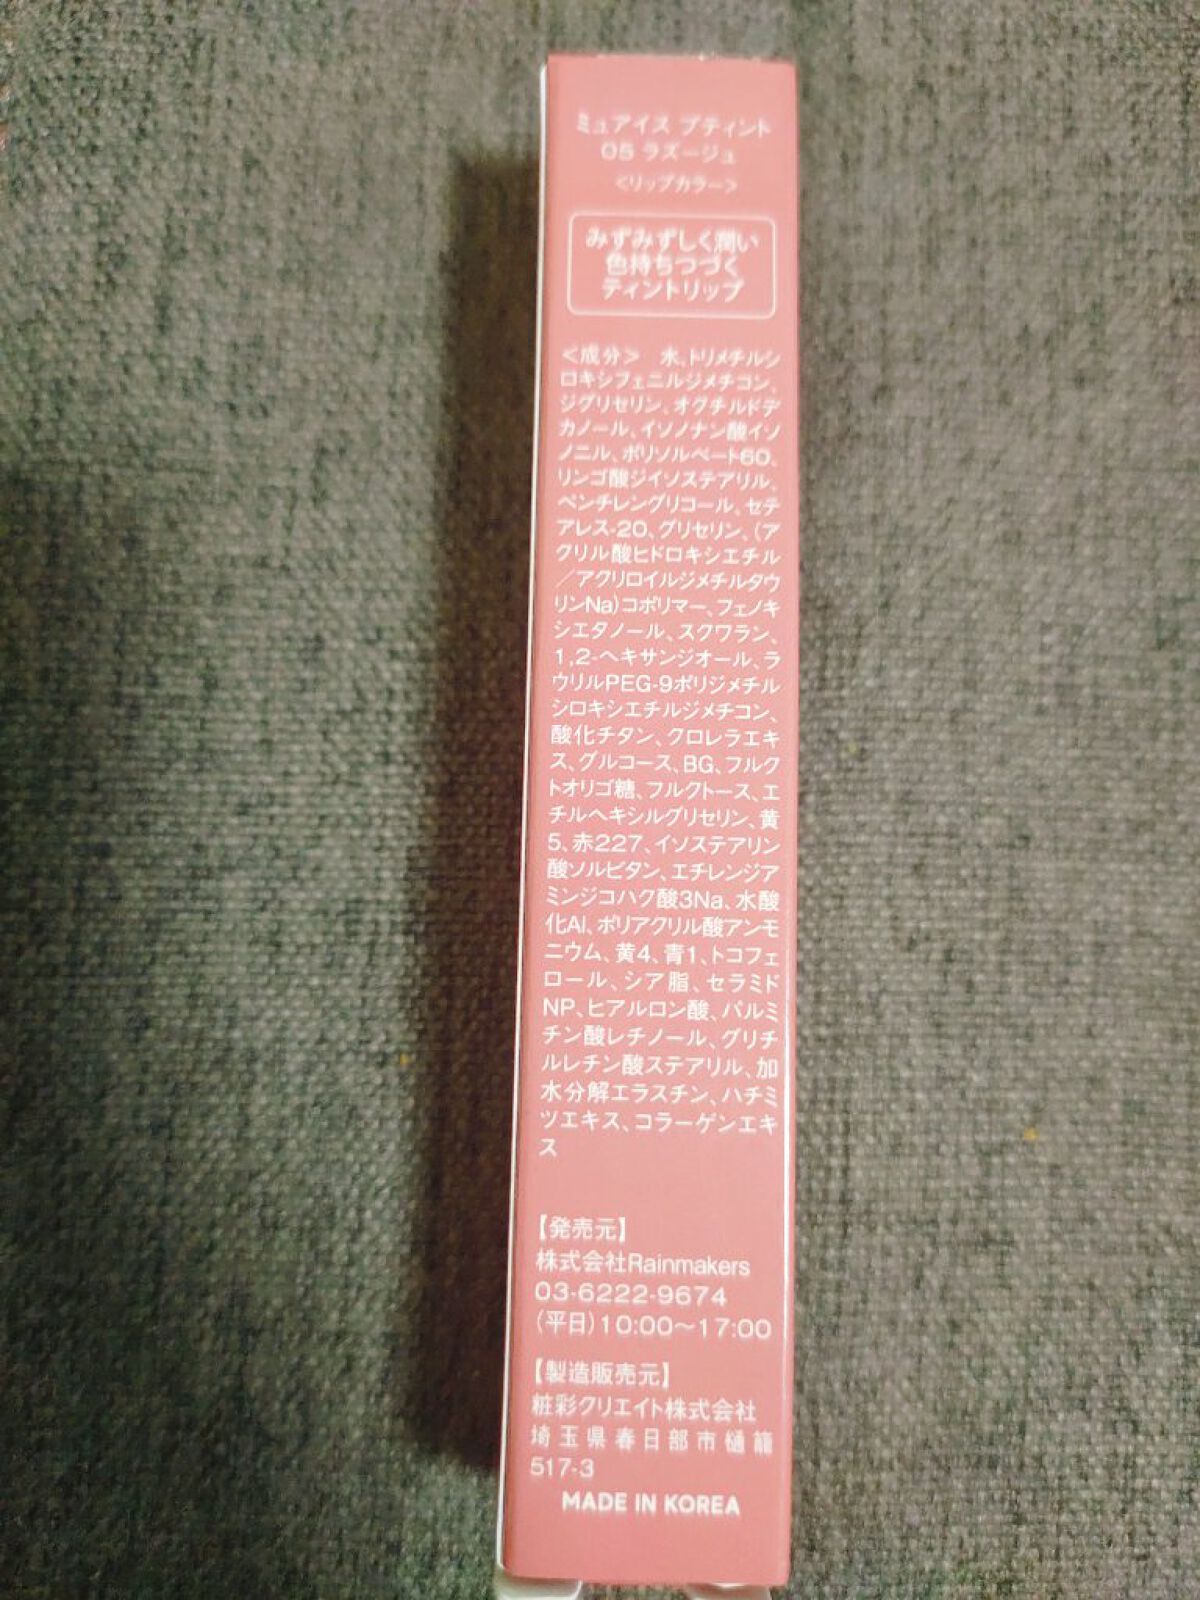 ミュアイス プティント
05 ラズージュ
＜リップカラー＞
みずみずしく潤い
色持ちつづく
ティントリップ
＜成分＞　水、トリメチルシ
ロキシフェニルジメチコン、
ジグリセリン、オクチルドデ
カノール、イソノナン酸イソ
ノニル、ポリソルベート60、
リンゴ酸ジイソステアリル、
ペンチレングリコール、セテ
アレス-20、グリセリン、(ア
クリル酸ヒドロキシエチル
／アクリロイルジメチルタウ
リンNa)コポリマー、フェノキ
シエタノール、スクワラン、
1,2-ヘキサンジオール、ラ
ウリルPEG-9ポリジメチル
シロキシエチルジメチコン、
酸化チタン、クロレラエキ
ス、グルコース、BG、フルク
トオリゴ糖、フルクトース、エ
チルヘキシルグリセリン、黄
5、赤227、イソステアリン
酸ソルビタン、エチレンジア
ミンジコハク酸3Na、水酸
化Al、ポリアクリル酸アンモ
ニウム、黄4、青1、トコフェ
ロール、シア脂、セラミド
NP、ヒアルロン酸、パルミ
チン酸レチノール、グリチ
ルレチン酸ステアリル、加
水分解エラスチン、ハチミ
ツエキス、コラーゲンエキ
ス
【発売元】
株式会社Rainmakers
03-6222-9674
(平日)10:00～17:00
【製造販売元】
粧彩クリエイト株式会社
埼玉県春日部市樋籠
517-3
MADE IN KOREA